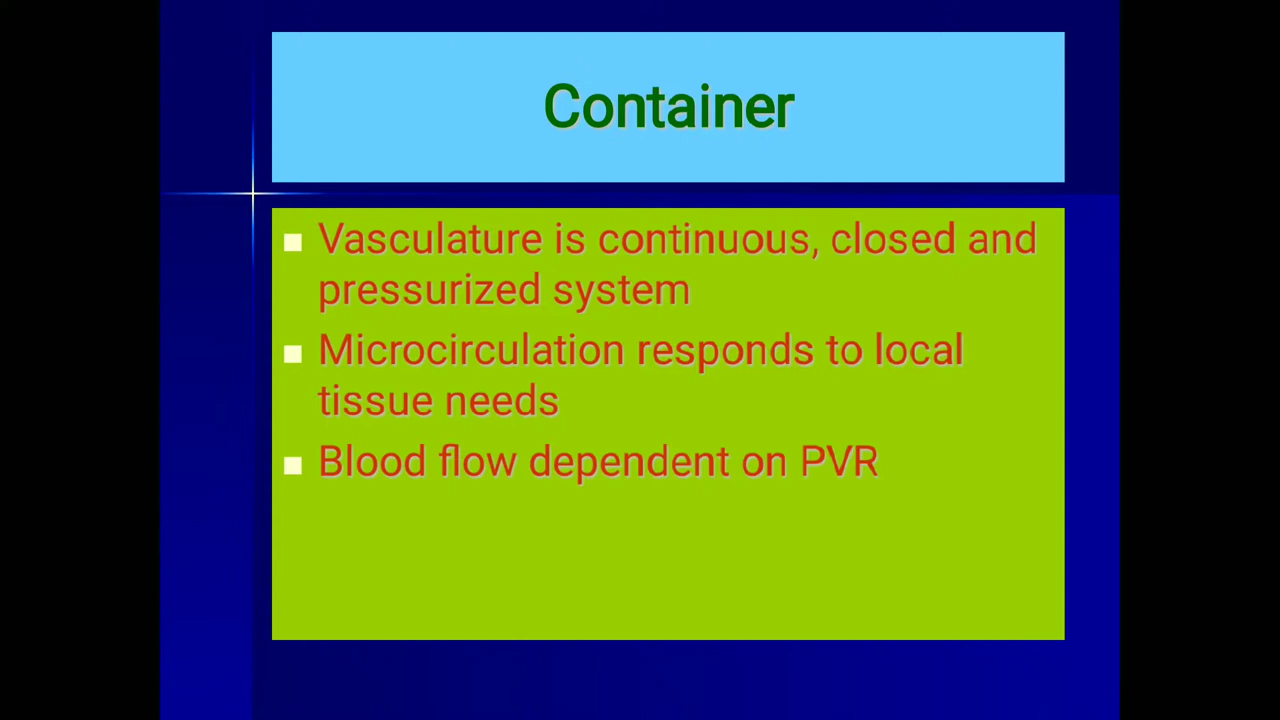 Container
Vasculature is continuous, closed and
pressurized system
Microcirculation responds to local
tissue needs
Blood flow dependent on PVR